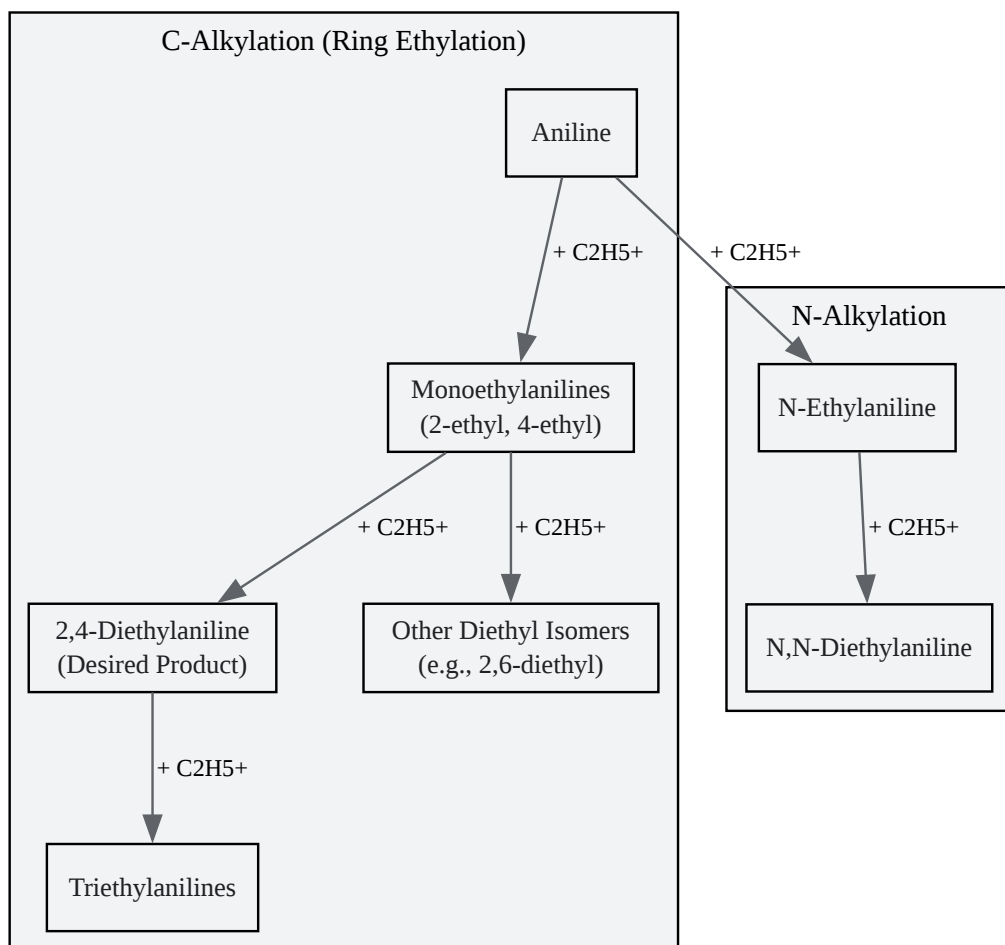 C-Alkylation (Ring Ethylation)
Aniline
+ C2H5+
+ C2H5+
N-Alkylation
Monoethylanilines
(2-ethyl, 4-ethyl)
N-Ethylaniline
+ C2H5+
+ C2H5+
+ C2H5+
2,4-Diethylaniline
(Desired Product)
Other Diethyl Isomers
(e.g., 2,6-diethyl)
N,N-Diethylaniline
+ C2H5+
Triethylanilines